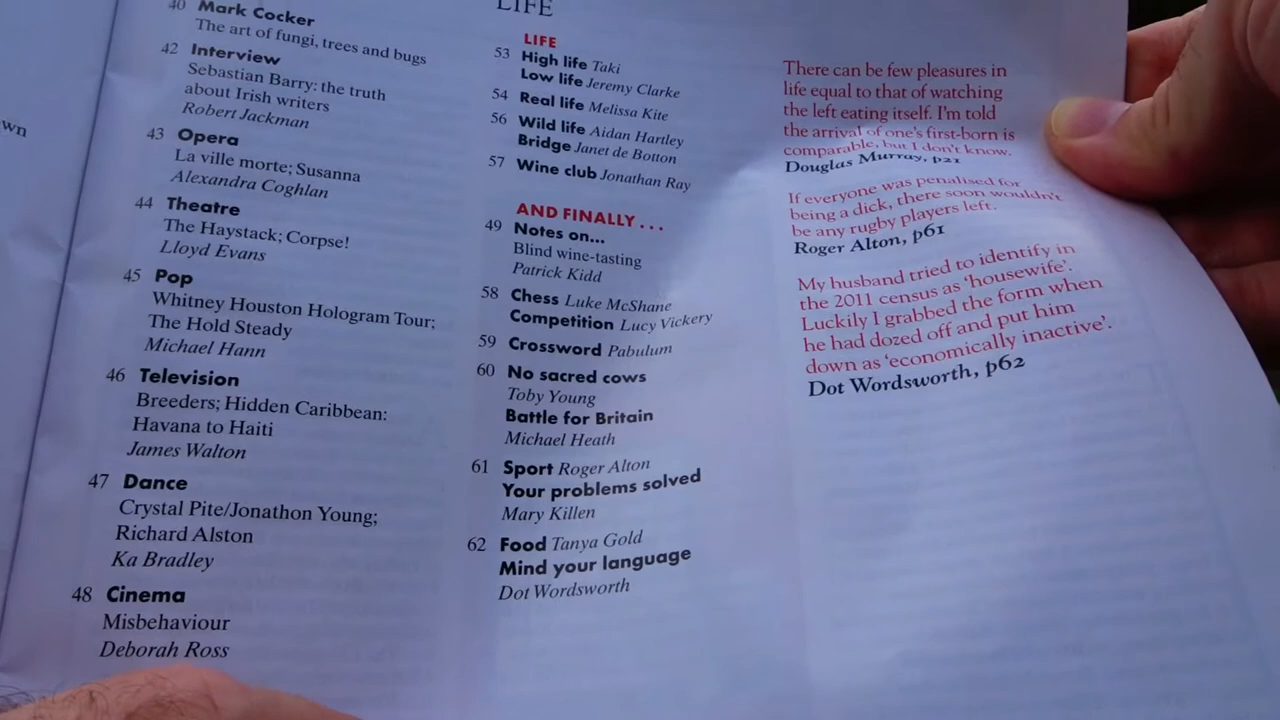 wn
40 Mark Cocker
The art of fungi, trees and bugs
42 Interview
Sebastian Barry: the truth
about Irish writers
Robert Jackman
43 Opera
La ville morte; Susanna
Alexandra Coghlan
44 Theatre
The Haystack; Corpse!
Lloyd Evans
45 Pop
Whitney Houston Hologram Tour;
The Hold Steady
Michael Hann
46 Television
Breeders; Hidden Caribbean:
Havana to Haiti
James Walton
47 Dance
Crystal Pite/Jonathon Young;
Richard Alston
Ka Bradley
48 Cinema
Misbehaviour
Deborah Ross
LIFE
LIFE
53 High life Taki
Low life Jeremy Clarke
54 Real life Melissa Kite
56 Wild life Aidan Hartley
Bridge Janet de Botton
57 Wine club Jonathan Ray
AND FINALLY . . .
49 Notes on...
Blind wine-tasting
Patrick Kidd
58 Chess Luke McShane
Competition Lucy Vickery
59 Crossword Pabulum
60 No sacred cows
Toby Young
Battle for Britain
Michael Heath
61 Sport Roger Alton
Your problems solved
Mary Killen
62 Food Tanya Gold
Mind your language
Dot Wordsworth
There can be few pleasures in
life equal to that of watching
the left eating itself. I'm told
the arrival of one's first-born is
comparable, but I don't know.
Douglas Murray, p21
If everyone was penalised for
being a dick, there soon wouldn't
be any rugby players left.
Roger Alton, p61
My husband tried to identify in
the 2011 census as 'housewife'.
Luckily I grabbed the form when
he had dozed off and put him
down as 'economically inactive'.
Dot Wordsworth, p62